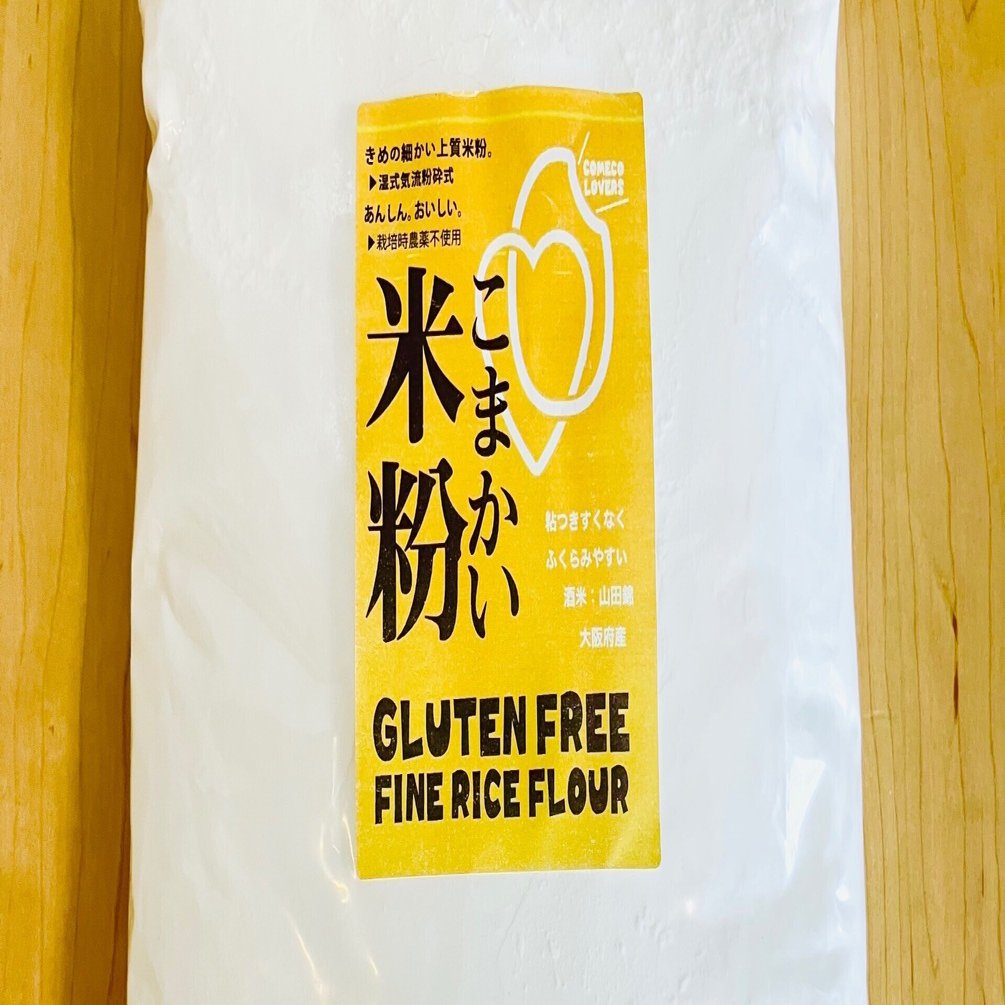 きめの細かい上質米粉。
▶湿式気流粉砕式
あんしん。おいしい。
▶栽培時農薬不使用
COMECO
LOVERS
こまかい
米粉
粘つきすくなく
ふくらみやすい
酒米：山田錦
大阪府産
GLUTEN FREE
FINE RICE FLOUR